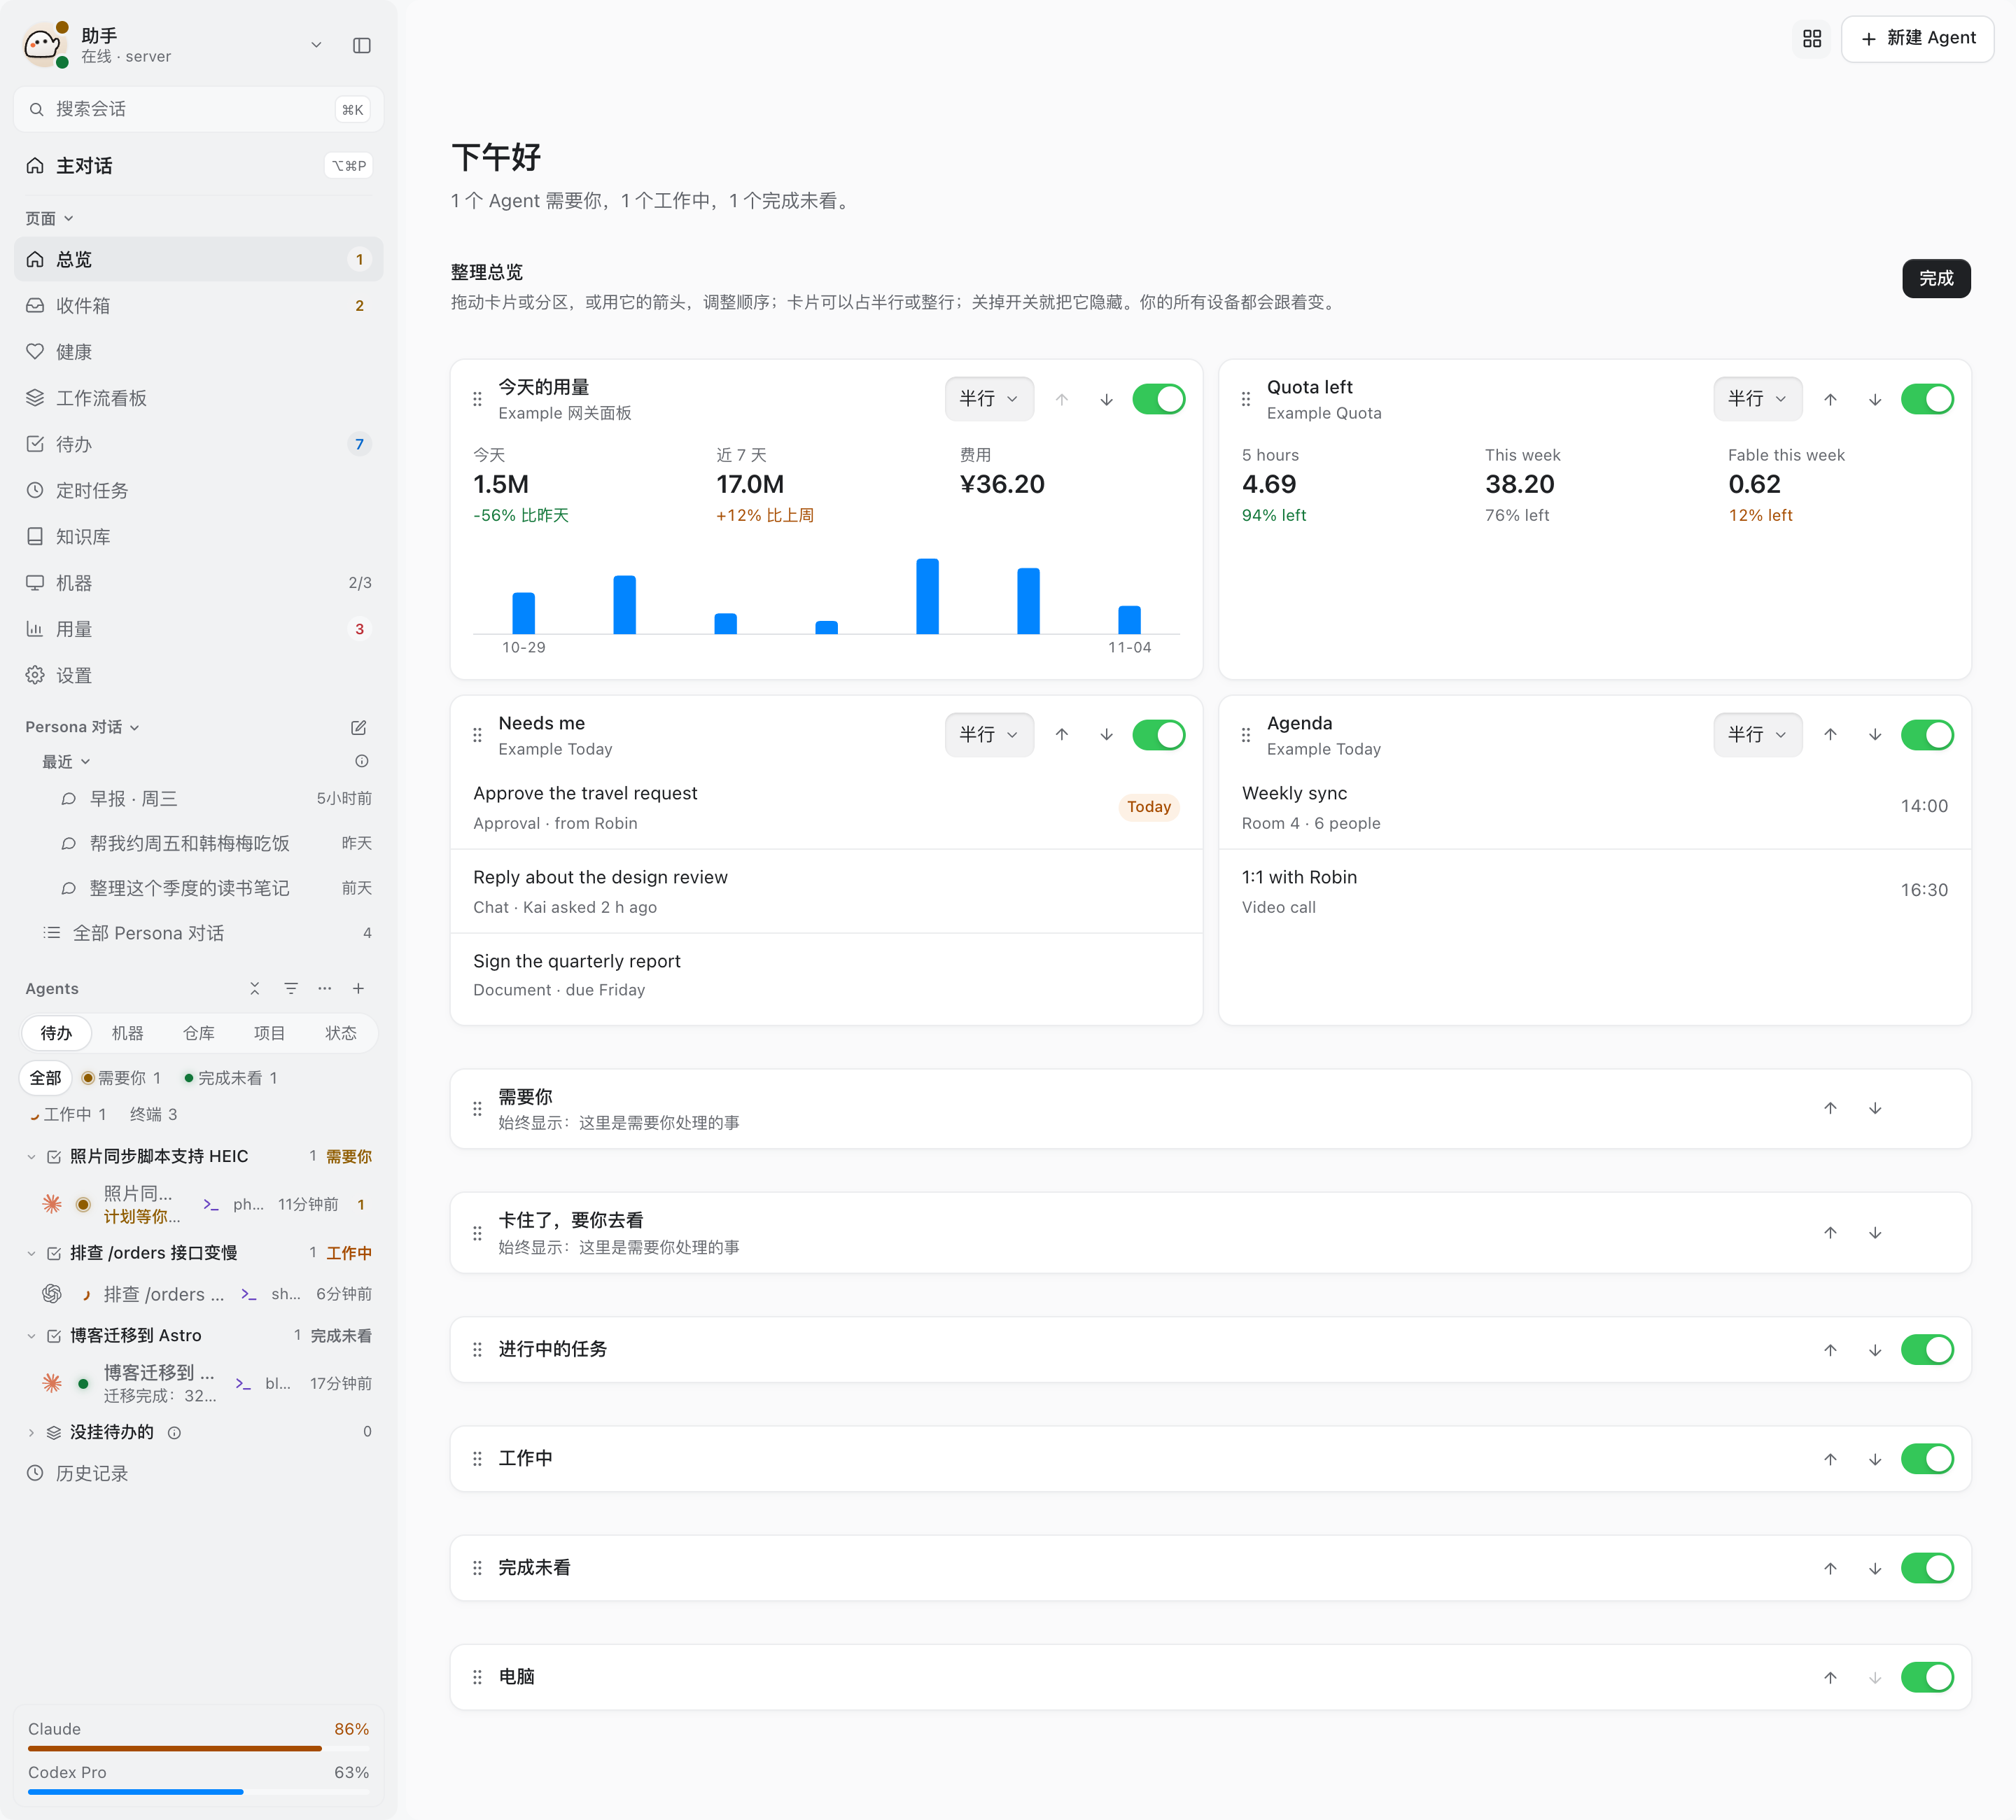 助手
在线 · server
搜索会话 ⌘K
主对话 ⌥⌘P
页面
总览 1
收件箱 2
健康
工作流看板
待办 7
定时任务
知识库
机器 2/3
用量 3
设置
Persona 对话
最近
早报 · 周三 5小时前
帮我约周五和韩梅梅吃饭 昨天
整理这个季度的读书笔记 前天
全部 Persona 对话 4
Agents
待办 机器 仓库 项目 状态
全部 需要你 1 完成未看 1
工作中 1 终端 3
照片同步脚本支持 HEIC 1 需要你
照片同... >_ ph... 11分钟前 1
计划等你...
排查 /orders 接口变慢 1 工作中
排查 /orders ... >_ sh... 6分钟前
博客迁移到 Astro 1 完成未看
博客迁移到 ... >_ bl... 17分钟前
迁移完成：32...
没挂待办的 0
历史记录
Claude 86%
Codex Pro 63%
+ 新建 Agent
下午好
1 个 Agent 需要你，1 个工作中，1 个完成未看。
整理总览
拖动卡片或分区，或用它的箭头，调整顺序；卡片可以占半行或整行；关掉开关就把它隐藏。你的所有设备都会跟着变。
完成
今天的用量 半行
Example 网关面板
今天 近 7 天 费用
1.5M 17.0M ¥36.20
-56% 比昨天 +12% 比上周
10-29 11-04
Quota left 半行
Example Quota
5 hours This week Fable this week
4.69 38.20 0.62
94% left 76% left 12% left
Needs me 半行
Example Today
Approve the travel request
Approval · from Robin
Today
Reply about the design review
Chat · Kai asked 2 h ago
Sign the quarterly report
Document · due Friday
Agenda 半行
Example Today
Weekly sync
Room 4 · 6 people
14:00
1:1 with Robin
Video call
16:30
需要你
始终显示：这里是需要你处理的事
卡住了，要你去看
始终显示：这里是需要你处理的事
进行中的任务
工作中
完成未看
电脑